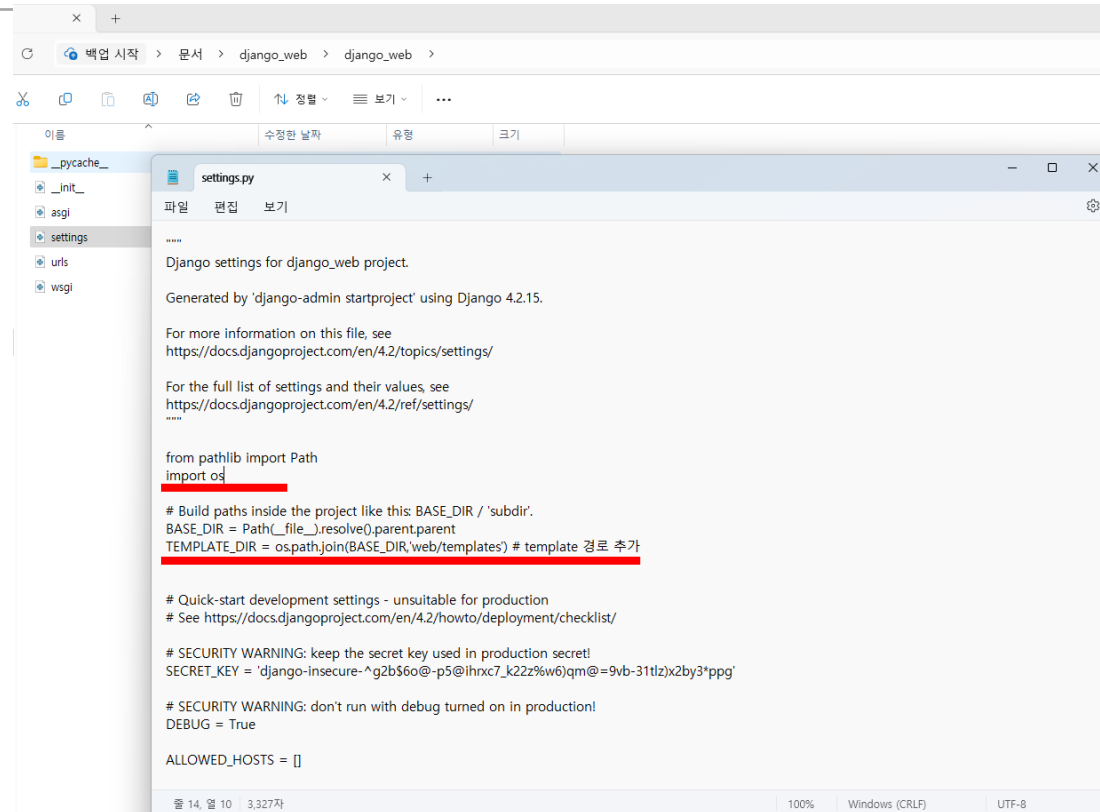 백업 시작 > 문서 > django_web > django_web >
정렬 보기 ...
이름 수정한 날짜 유형 크기
__pycache__
__init__
asgi
settings
urls
wsgi
settings.py
파일 편집 보기
"""
Django settings for django_web project.
Generated by 'django-admin startproject' using Django 4.2.15.
For more information on this file, see
https://docs.djangoproject.com/en/4.2/topics/settings/
For the full list of settings and their values, see
https://docs.djangoproject.com/en/4.2/ref/settings/
"""
from pathlib import Path
import os
# Build paths inside the project like this: BASE_DIR / 'subdir'.
BASE_DIR = Path(__file__).resolve().parent.parent
TEMPLATE_DIR = os.path.join(BASE_DIR,'web/templates') # template 경로 추가
# Quick-start development settings - unsuitable for production
# See https://docs.djangoproject.com/en/4.2/howto/deployment/checklist/
# SECURITY WARNING: keep the secret key used in production secret!
SECRET_KEY = 'django-insecure-^g2b$6o@-p5@ihrxc7_k22z%w6)qm@=9vb-31tlz)x2by3*ppg'
# SECURITY WARNING: don't run with debug turned on in production!
DEBUG = True
ALLOWED_HOSTS = []
줄 14, 열 10 3,327자 100% Windows (CRLF) UTF-8